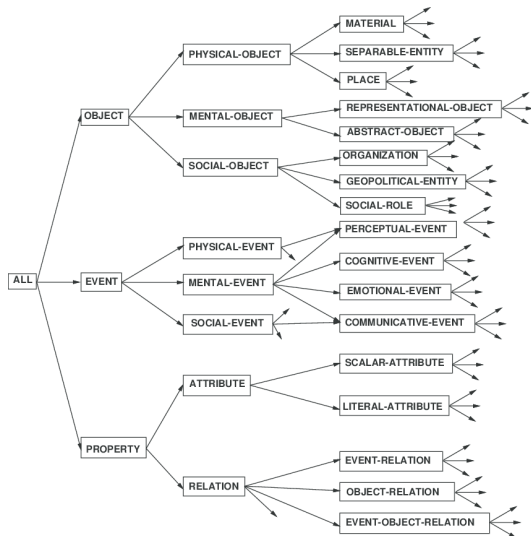 MATERIAL
PHYSICAL-OBJECT
SEPARABLE-ENTITY
PLACE
OBJECT
MENTAL-OBJECT
REPRESENTATIONAL-OBJECT
ABSTRACT-OBJECT
SOCIAL-OBJECT
ORGANIZATION
GEOPOLITICAL-ENTITY
SOCIAL-ROLE
PERCEPTUAL-EVENT
PHYSICAL-EVENT
COGNITIVE-EVENT
ALL
EVENT
MENTAL-EVENT
EMOTIONAL-EVENT
SOCIAL-EVENT
COMMUNICATIVE-EVENT
SCALAR-ATTRIBUTE
ATTRIBUTE
LITERAL-ATTRIBUTE
PROPERTY
EVENT-RELATION
RELATION
OBJECT-RELATION
EVENT-OBJECT-RELATION